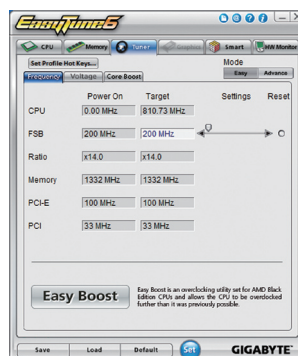 EasyTune6
CPU Memory Tuner Graphics Smart HW Monitor
Set Profile Hot Keys... Mode
Frequency Voltage Core Boost Easy Advance
Power On Target Settings Reset
CPU 0.00 MHz 810.73 MHz
FSB 200 MHz 200 MHz
Ratio x14.0 x14.0
Memory 1332 MHz 1332 MHz
PCI-E 100 MHz 100 MHz
PCI 33 MHz 33 MHz
Easy Boost
Easy Boost is an overclocking utility set for AMD Black
Edition CPUs and allows the CPU to be overclocked
further than it was previously possible.
Save Load Default Set GIGABYTE